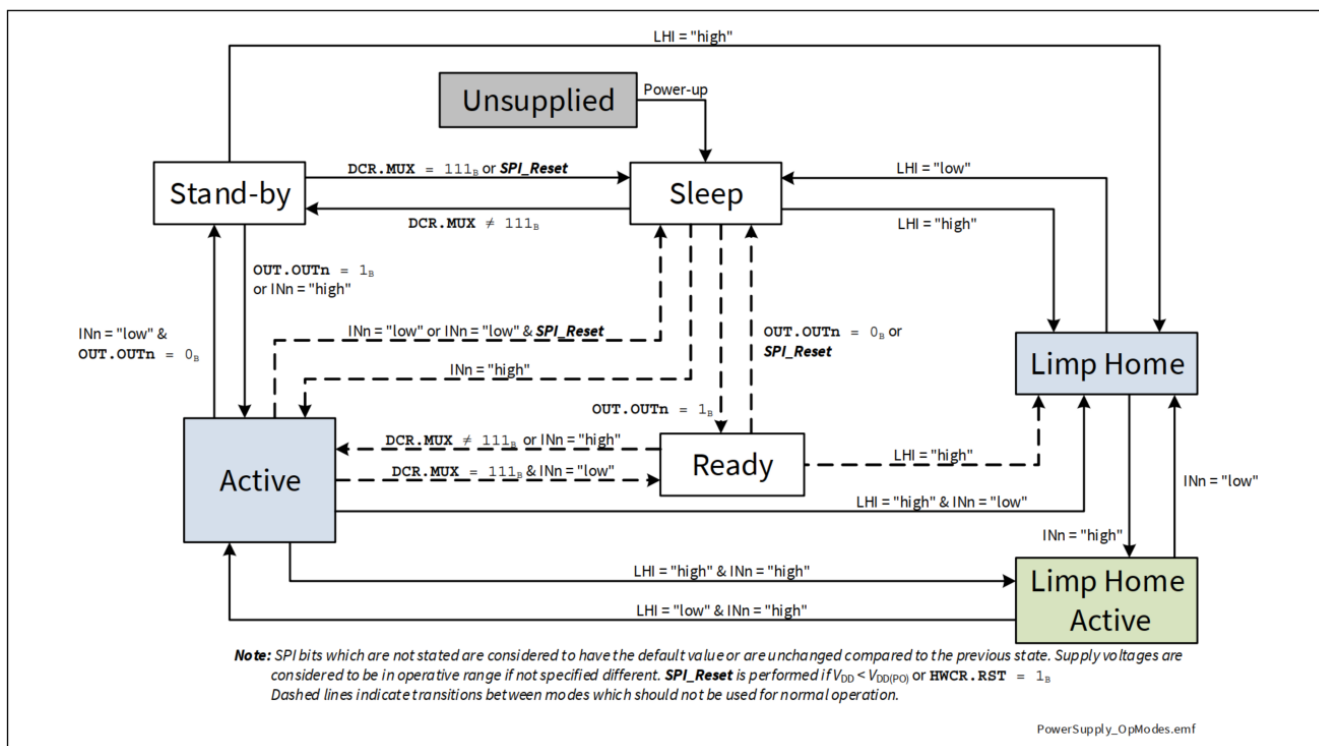 LHI = "high"
Unsupplied
Power-up
Stand-by
DCR.MUX = 111B or SPI_Reset
Sleep
LHI = "low"
DCR.MUX ≠ 111B
LHI = "high"
OUT.OUTn = 1B
or INn = "high"
INn = "low" &
OUT.OUTn = 0B
INn = "low" or INn = "low" & SPI_Reset
OUT.OUTn = 0B or
SPI_Reset
INn = "high"
Limp Home
OUT.OUTn = 1B
Active
DCR.MUX ≠ 111B or INn = "high"
DCR.MUX = 111B & INn = "low"
Ready
LHI = "high"
LHI = "high" & INn = "low"
INn = "low"
INn = "high"
LHI = "high" & INn = "high"
LHI = "low" & INn = "high"
Limp Home
Active
Note: SPI bits which are not stated are considered to have the default value or are unchanged compared to the previous state. Supply voltages are
considered to be in operative range if not specified different. SPI_Reset is performed if VDD < VDD(PO) or HWCR.RST = 1B
Dashed lines indicate transitions between modes which should not be used for normal operation.
PowerSupply_OpModes.emf